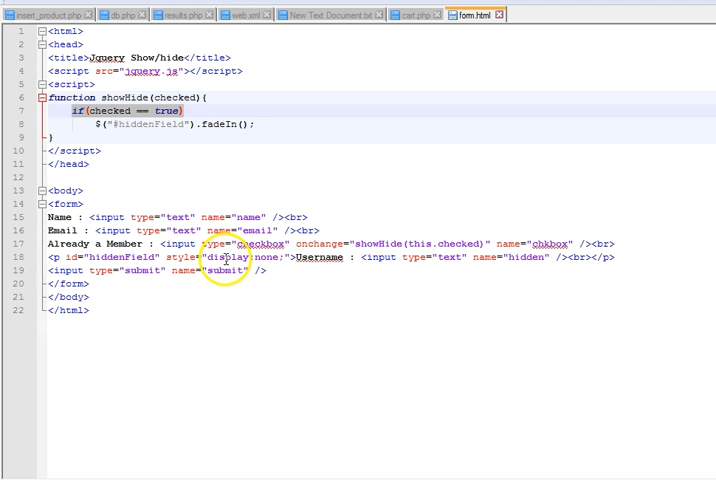 insert_product.php db.php results.php web.xml New Text Document.txt cart.php form.html
1 <html>
2 <head>
3 <title>Jquery Show/hide</title>
4 <script src="jquery.js"></script>
5 <script>
6 function showHide(checked){
7 if(checked == true)
8 $("#hiddenField").fadeIn();
9 }
10 </script>
11 </head>
12
13 <body>
14 <form>
15 Name : <input type="text" name="name" /><br>
16 Email : <input type="text" name="email" /><br>
17 Already a Member : <input type="checkbox" onchange="showHide(this.checked)" name="chkbox" /><br>
18 <p id="hiddenField" style="display:none;">Username : <input type="text" name="hidden" /><br></p>
19 <input type="submit" name="submit" />
20 </form>
21 </body>
22 </html>